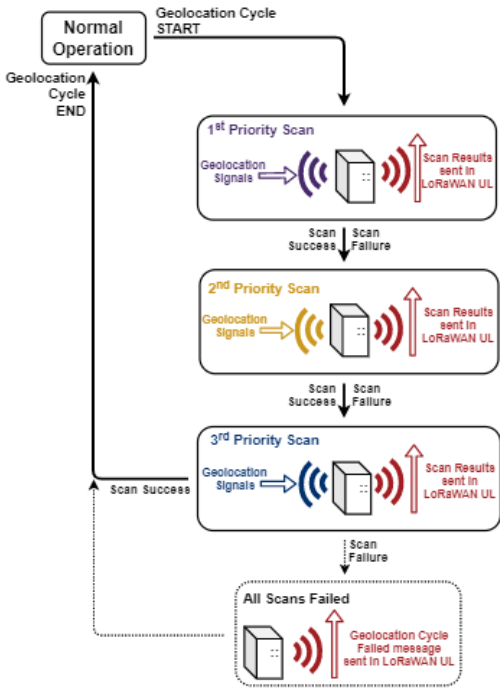 Normal
Operation
Geolocation Cycle
START
Geolocation
Cycle
END
1st Priority Scan
Geolocation
Signals
Scan Results
sent in
LoRaWAN UL
Scan
Success
Scan
Failure
2nd Priority Scan
Geolocation
Signals
Scan Results
sent in
LoRaWAN UL
Scan
Success
Scan
Failure
3rd Priority Scan
Geolocation
Signals
Scan Results
sent in
LoRaWAN UL
Scan Success
Scan
Failure
All Scans Failed
Geolocation Cycle
Failed message
sent in LoRaWAN UL